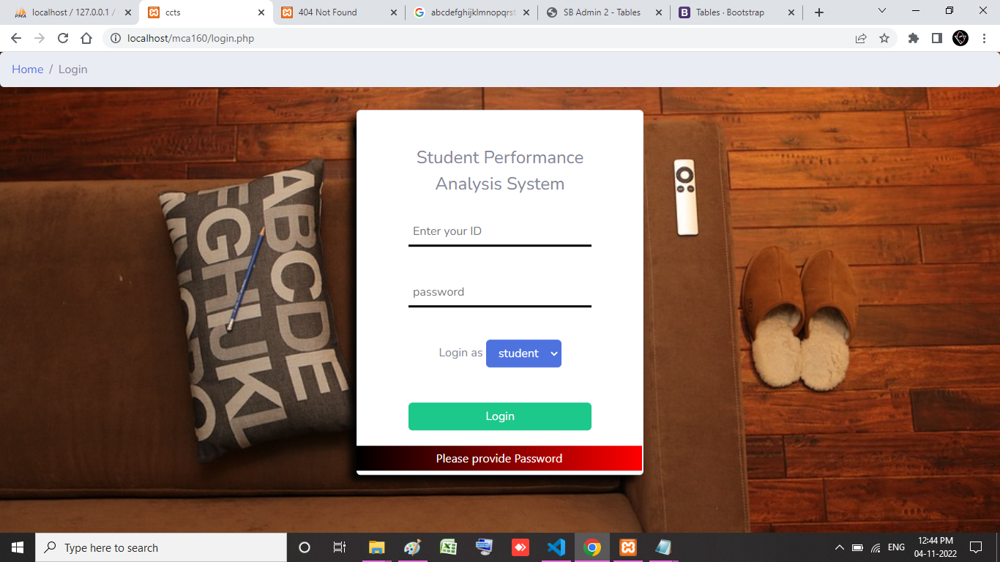 localhost / 127.0.0.1 /
ccts
404 Not Found
abcdefghijklmnopqrst
SB Admin 2 - Tables
Tables · Bootstrap
localhost/mca160/login.php
Home / Login
Student Performance
Analysis System
Enter your ID
password
Login as student
Login
Please provide Password
ABCDE
FGHIJKL
Type here to search
ENG
12:44 PM
04-11-2022